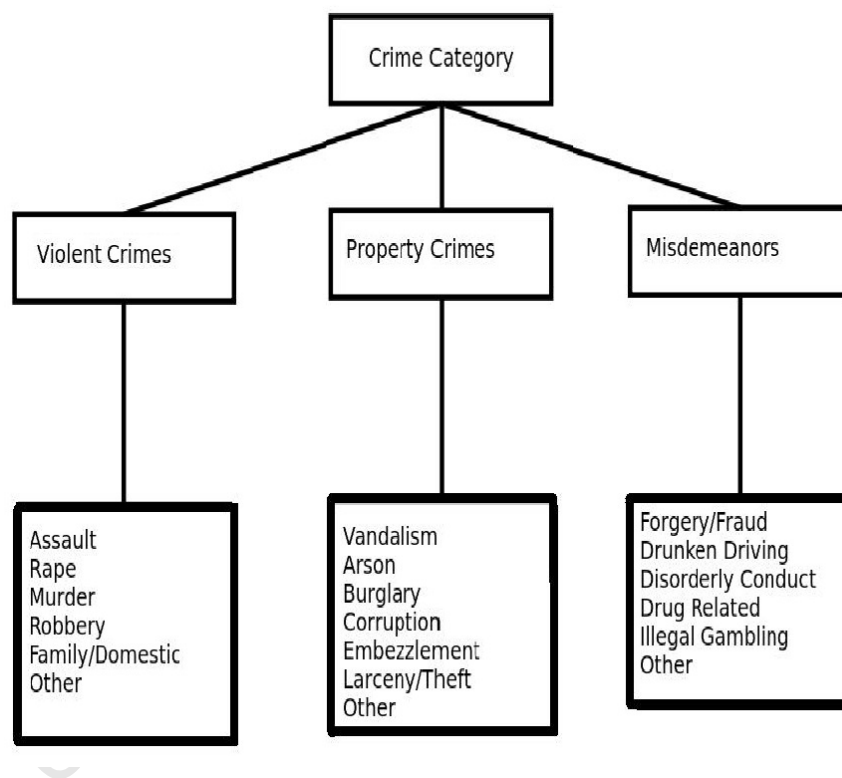 Crime Category
Violent Crimes
Property Crimes
Misdemeanors
Assault
Rape
Murder
Robbery
Family/Domestic
Other
Vandalism
Arson
Burglary
Corruption
Embezzlement
Larceny/Theft
Other
Forgery/Fraud
Drunken Driving
Disorderly Conduct
Drug Related
Illegal Gambling
Other